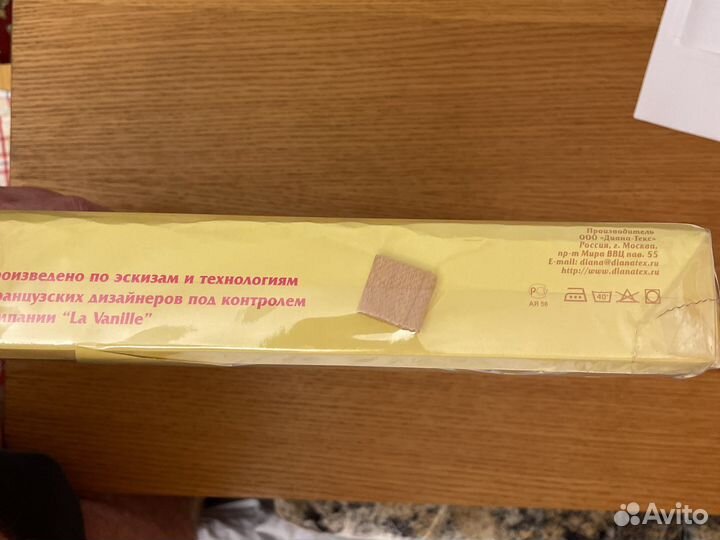 роизведено по эскизам и технологиям
ранцузских дизайнеров под контролем
мпании "La Vanille"
Производитель
ООО «Диана-Текс»
Россия, г. Москва,
пр-т Мира ВВЦ пав. 55
E-mail: diana@dianatex.ru
http://www.dianatex.ru
АЯ 56
40°
Avito